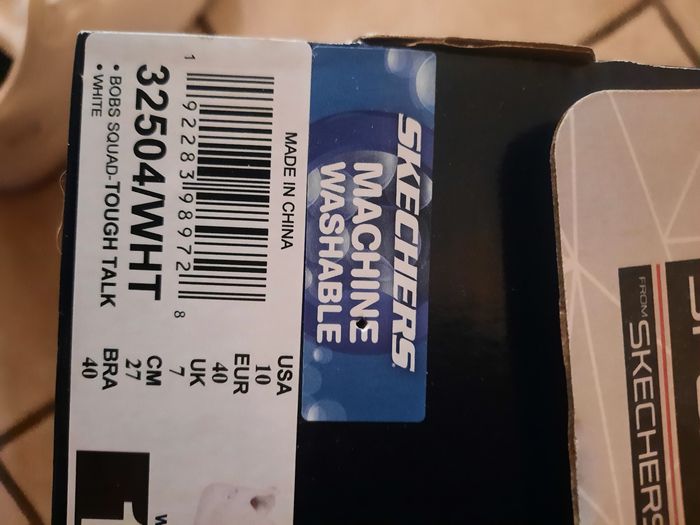 SKECHERS
MACHINE
WASHABLE
MADE IN CHINA
1 92283 98972 8
32504/WHT
• BOBS SQUAD-TOUGH TALK
• WHITE
USA
10
EUR
40
UK
7
CM
27
BRA
40
FROM
SKECHERS